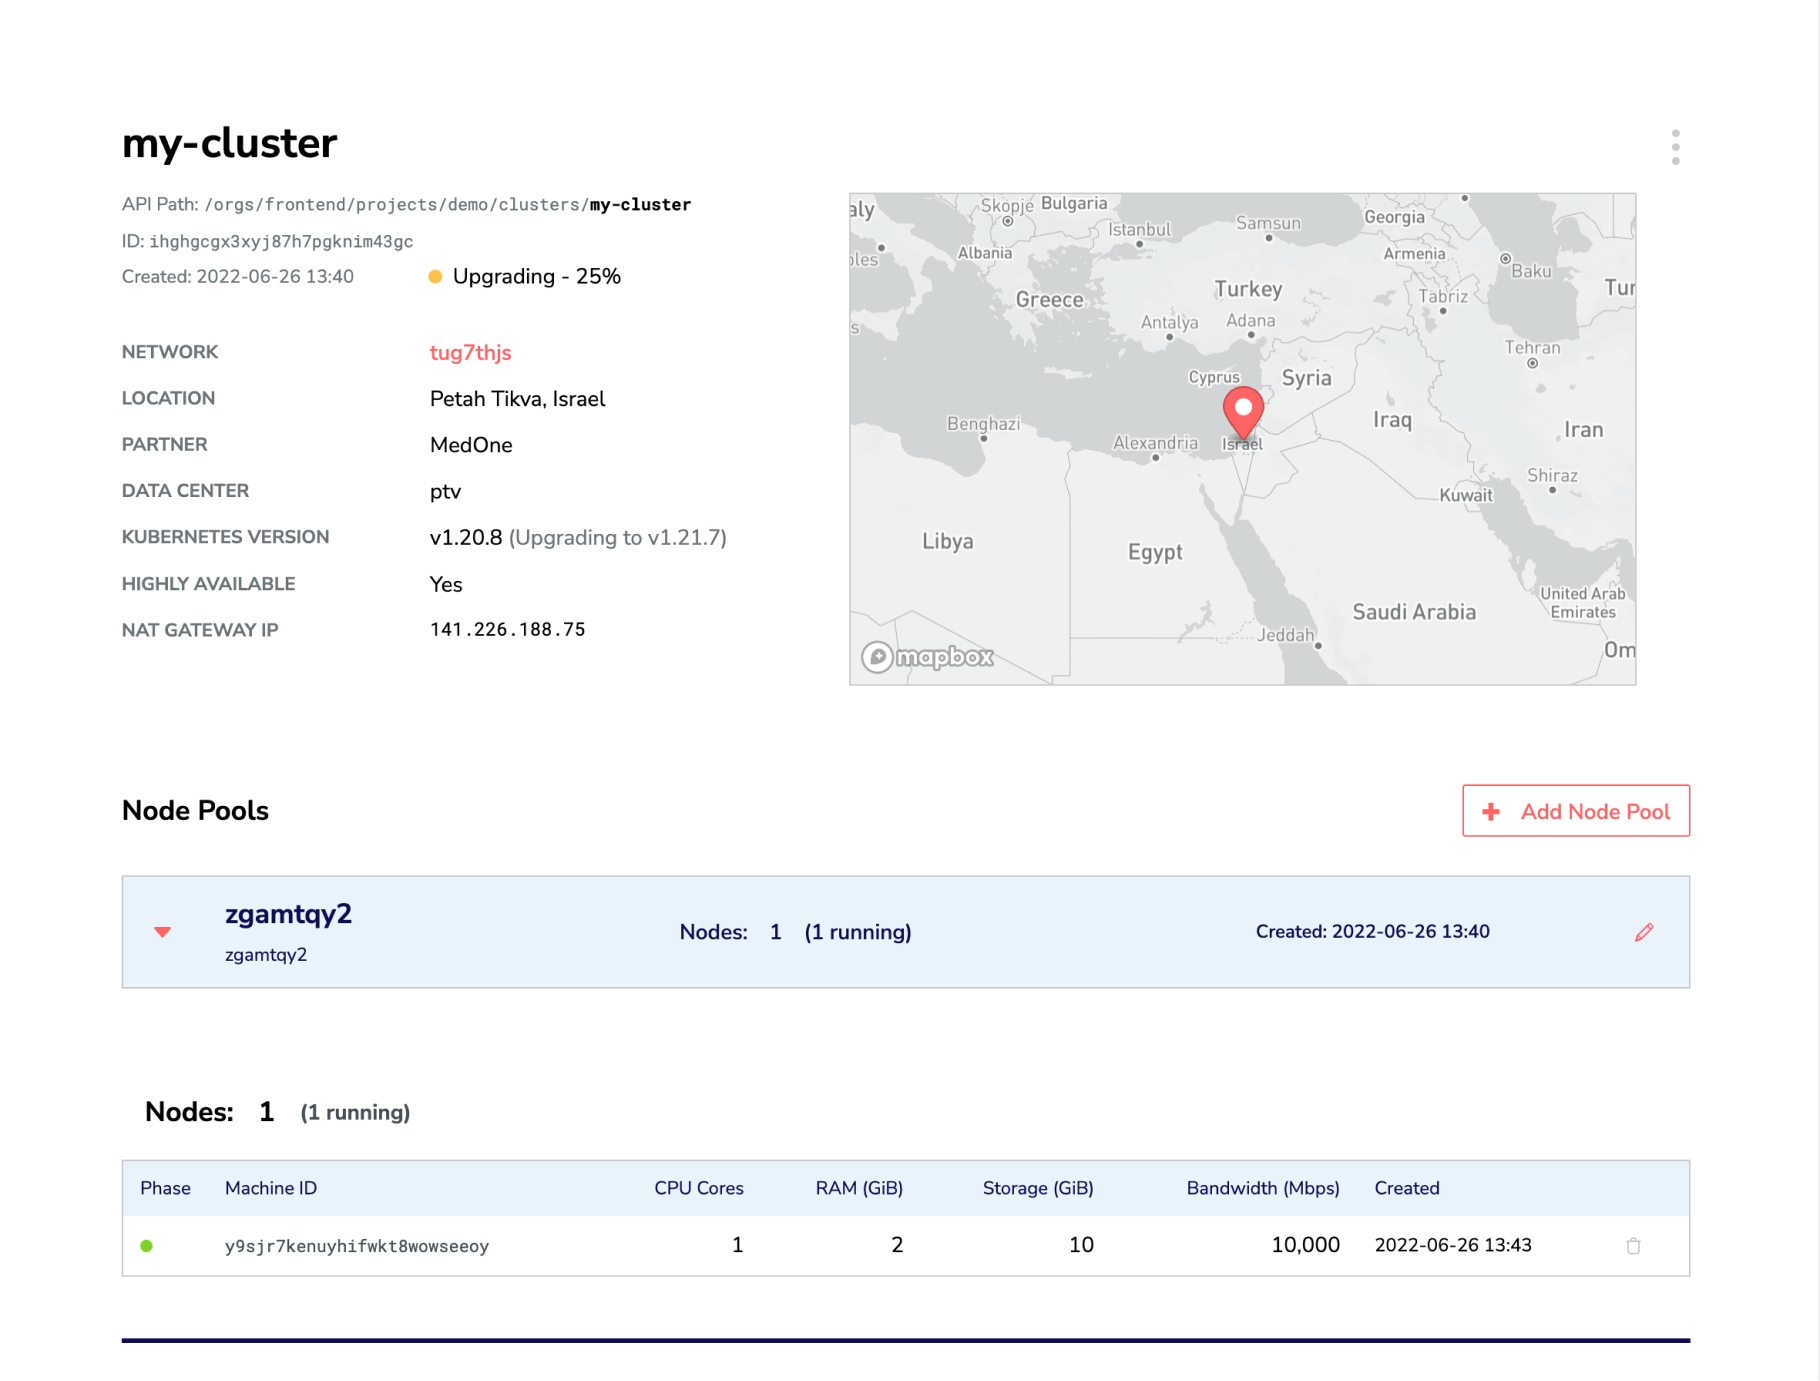 my-cluster
API Path: /orgs/frontend/projects/demo/clusters/my-cluster
ID: ihghgcgx3xyj87h7pgknim43gc
Created: 2022-06-26 13:40 Upgrading - 25%
NETWORK tug7thjs
LOCATION Petah Tikva, Israel
PARTNER MedOne
DATA CENTER ptv
KUBERNETES VERSION v1.20.8 (Upgrading to v1.21.7)
HIGHLY AVAILABLE Yes
NAT GATEWAY IP 141.226.188.75
aly
Skopje
Bulgaria
Istanbul
Samsun
Georgia
Albania
Armenia
Baku
ples
Greece
Turkey
Tabriz
Tur
Antalya
Adana
s
Tehran
Cyprus
Syria
Iraq
Iran
Benghazi
Alexandria
Israel
Shiraz
Kuwait
Libya
Egypt
United Arab
Emirates
Saudi Arabia
Jeddah
Om
mapbox
Node Pools
Add Node Pool
zgamtqy2
zgamtqy2
Nodes: 1 (1 running)
Created: 2022-06-26 13:40
Nodes: 1 (1 running)
Phase Machine ID CPU Cores RAM (GiB) Storage (GiB) Bandwidth (Mbps) Created
y9sjr7kenuyhifwkt8wowseeoy 1 2 10 10,000 2022-06-26 13:43